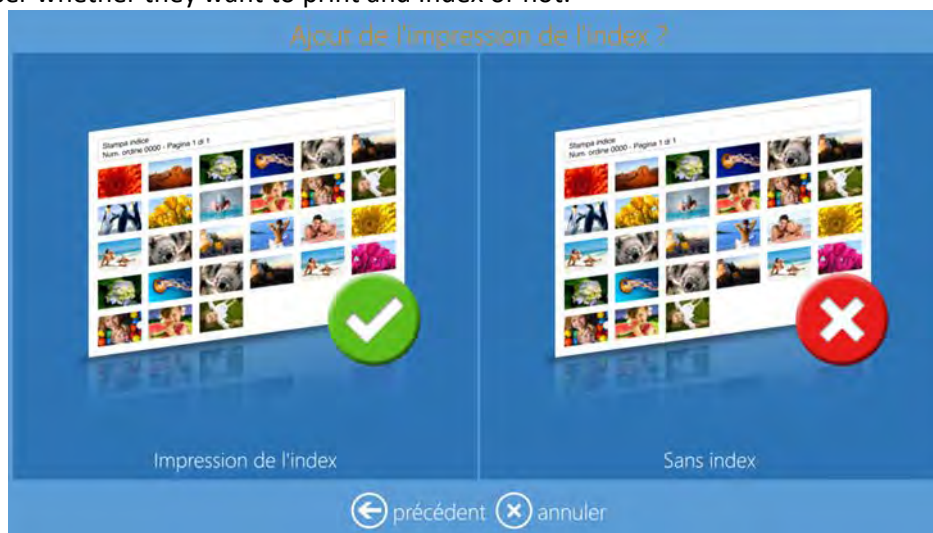 ser whether they want to print and index or not.
Ajout de l'impression de l'index ?
Stampa indice
Num. ordine 0000 - Pagina 1 di 1
Stampa indice
Num. ordine 0000 - Pagina 1 di 1
Impression de l'index
Sans index
précédent
annuler